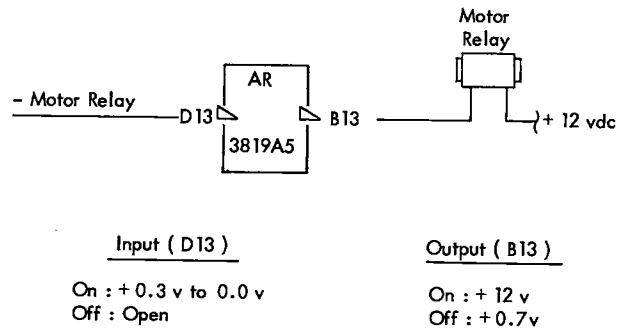 Motor
Relay
AR
- Motor Relay
D13
B13
+ 12 vdc
3819A5
Input ( D13 )
Output ( B13 )
On : + 0.3 v to 0.0 v
Off : Open
On : + 12 v
Off : + 0.7v